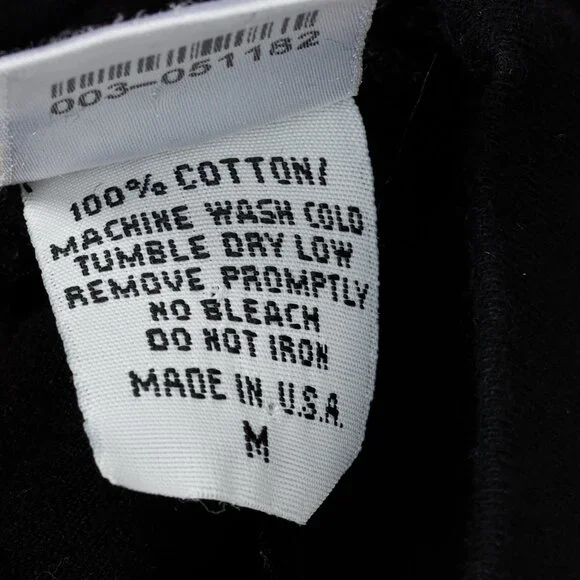 003-051182
100% COTTON/
MACHINE WASH COLD
TUMBLE DRY LOW
REMOVE PROMPTLY
NO BLEACH
DO NOT IRON
MADE IN U.S.A.
M